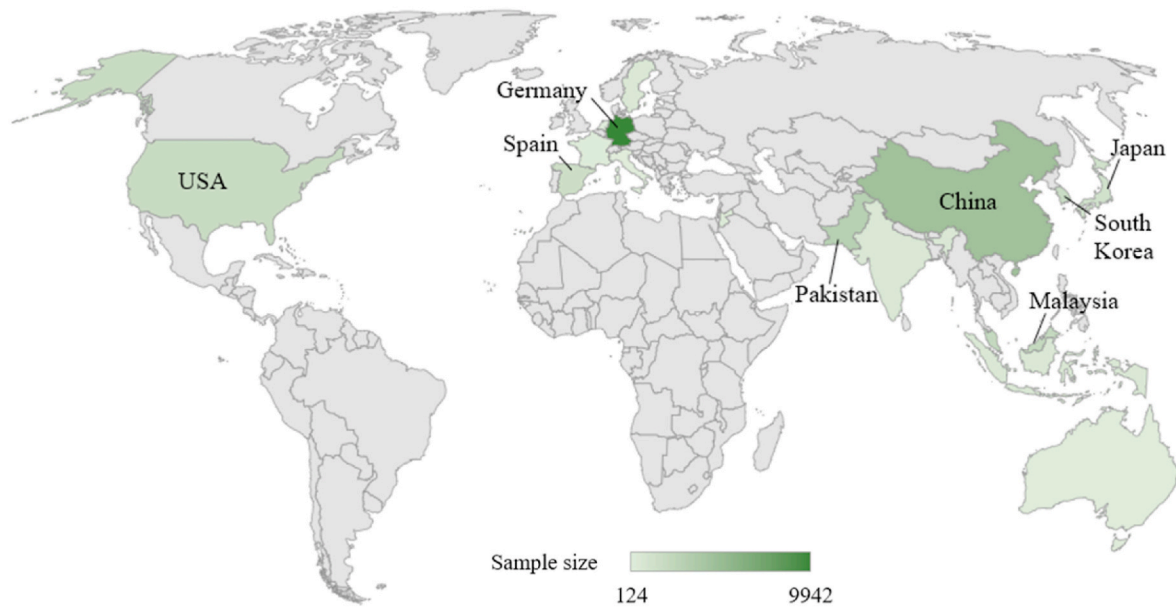 Germany
Spain
USA
Japan
China
South
Korea
Pakistan
Malaysia
Sample size
124
9942